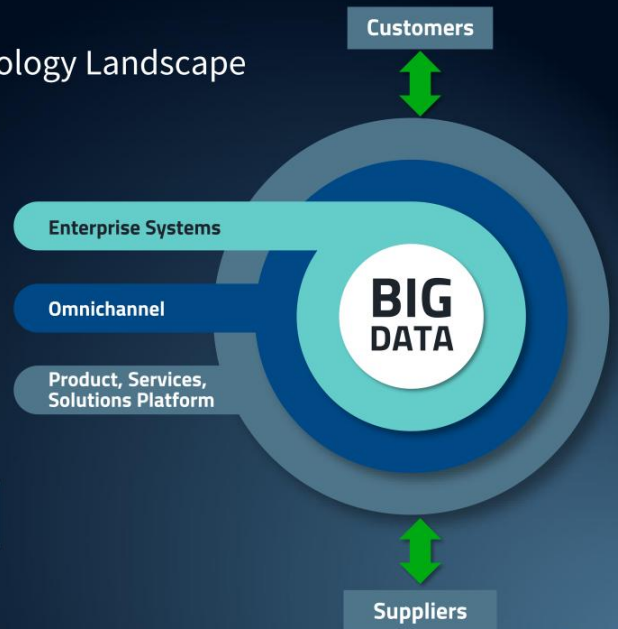 ology Landscape
Customers
Enterprise Systems
Omnichannel
Product, Services,
Solutions Platform
BIG
DATA
Suppliers